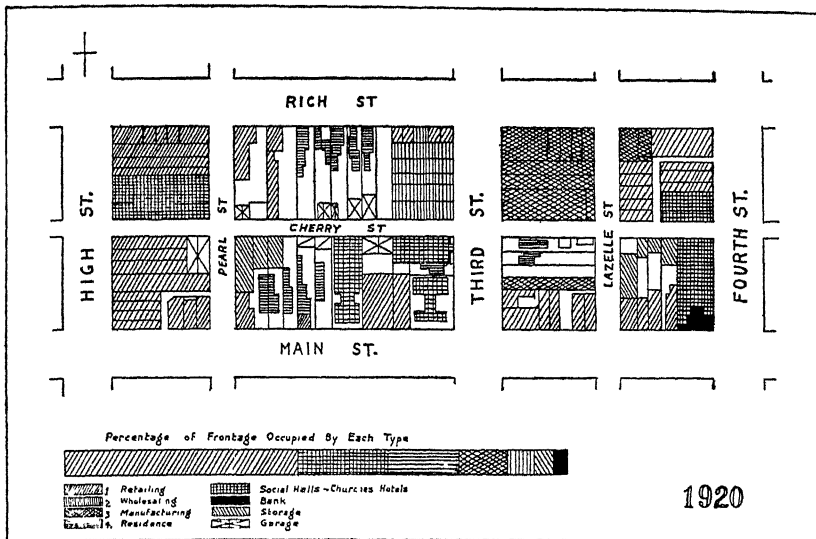 RICH ST
HIGH ST.
PEARL ST
CHERRY ST
THIRD ST.
LAZELLE ST
FOURTH ST.
MAIN ST.
Percentage of Frontage Occupied By Each Type
1 Retailing
2 Wholesaling
3 Manufacturing
4 Residence
Social Halls - Churches Hotels
Bank
Storage
Garage
1920